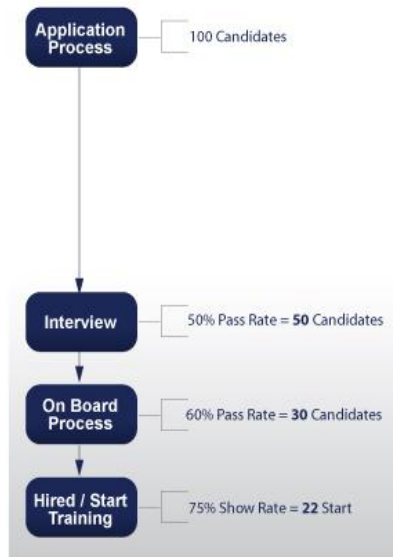 Application
Process
100 Candidates
Interview
50% Pass Rate = 50 Candidates
On Board
Process
60% Pass Rate = 30 Candidates
Hired / Start
Training
75% Show Rate = 22 Start